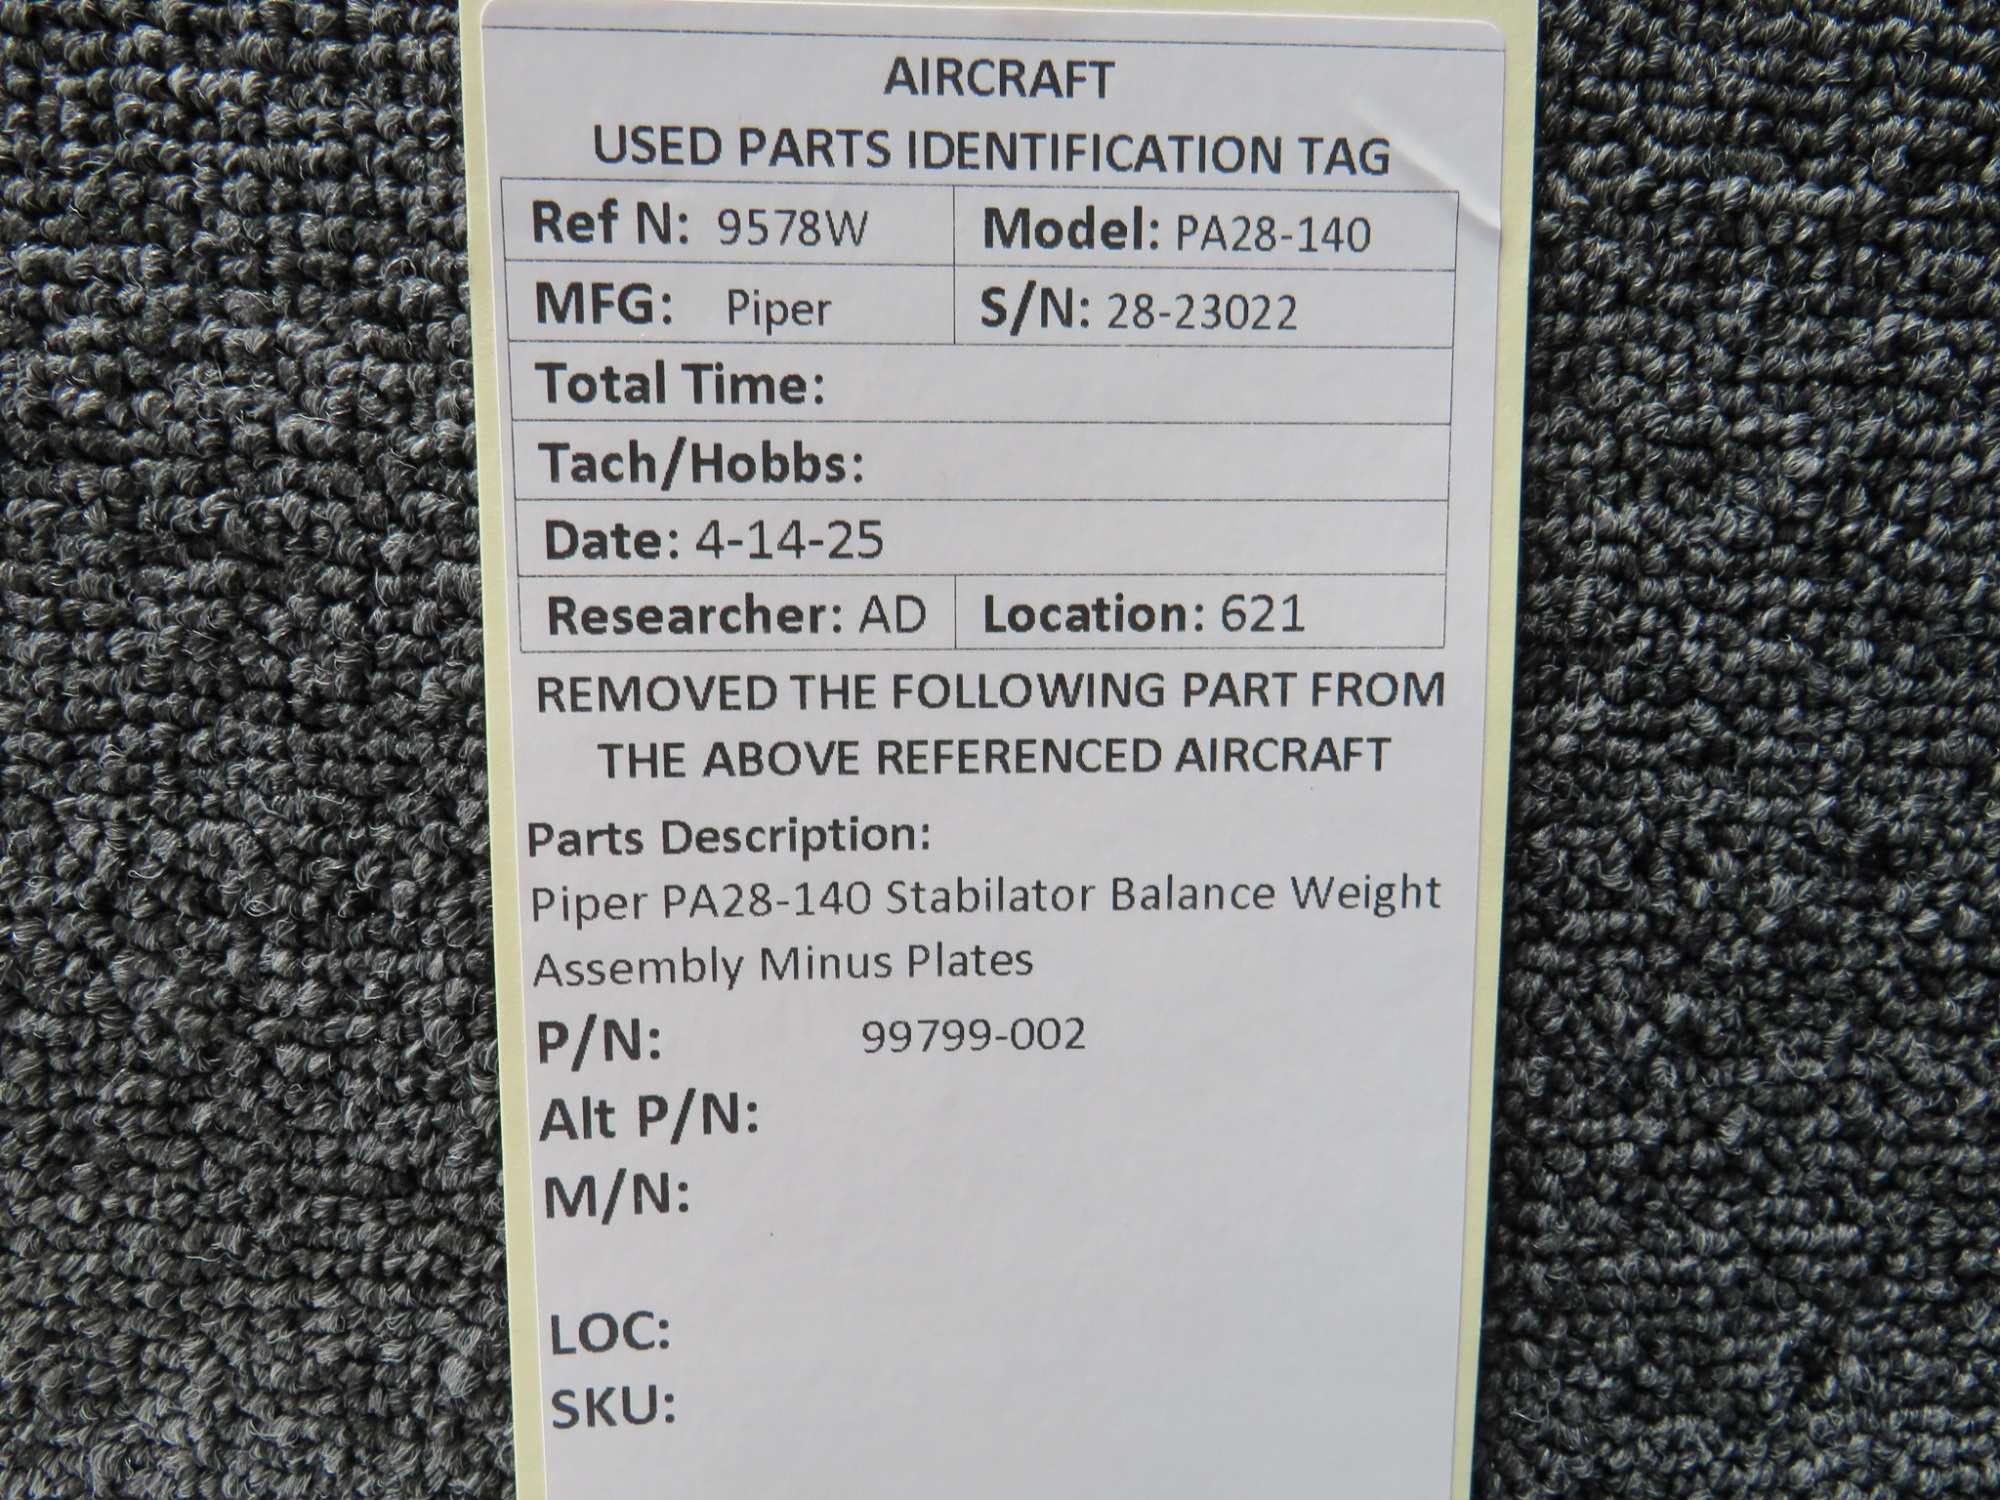 AIRCRAFT
USED PARTS IDENTIFICATION TAG
Ref N: 9578W Model: PA28-140
MFG: Piper S/N: 28-23022
Total Time:
Tach/Hobbs:
Date: 4-14-25
Researcher: AD Location: 621
REMOVED THE FOLLOWING PART FROM
THE ABOVE REFERENCED AIRCRAFT
Parts Description:
Piper PA28-140 Stabilator Balance Weight
Assembly Minus Plates
P/N: 99799-002
Alt P/N:
M/N:
LOC:
SKU: